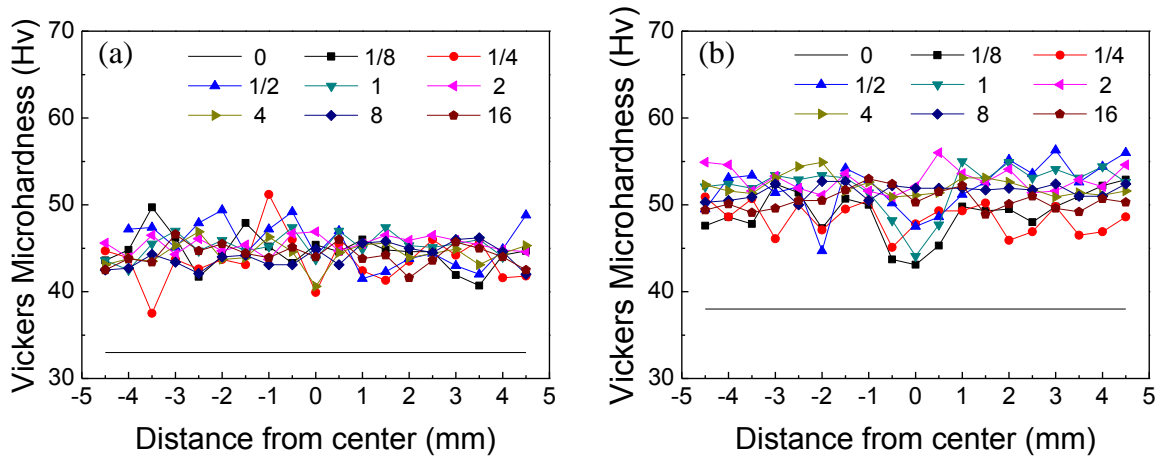 (a)
0 1/8 1/4
1/2 1 2
4 8 16
70
60
50
40
30
-5 -4 -3 -2 -1 0 1 2 3 4 5
Vickers Microhardness (Hv)
Distance from center (mm)
(b)
0 1/8 1/4
1/2 1 2
4 8 16
70
60
50
40
30
-5 -4 -3 -2 -1 0 1 2 3 4 5
Vickers Microhardness (Hv)
Distance from center (mm)